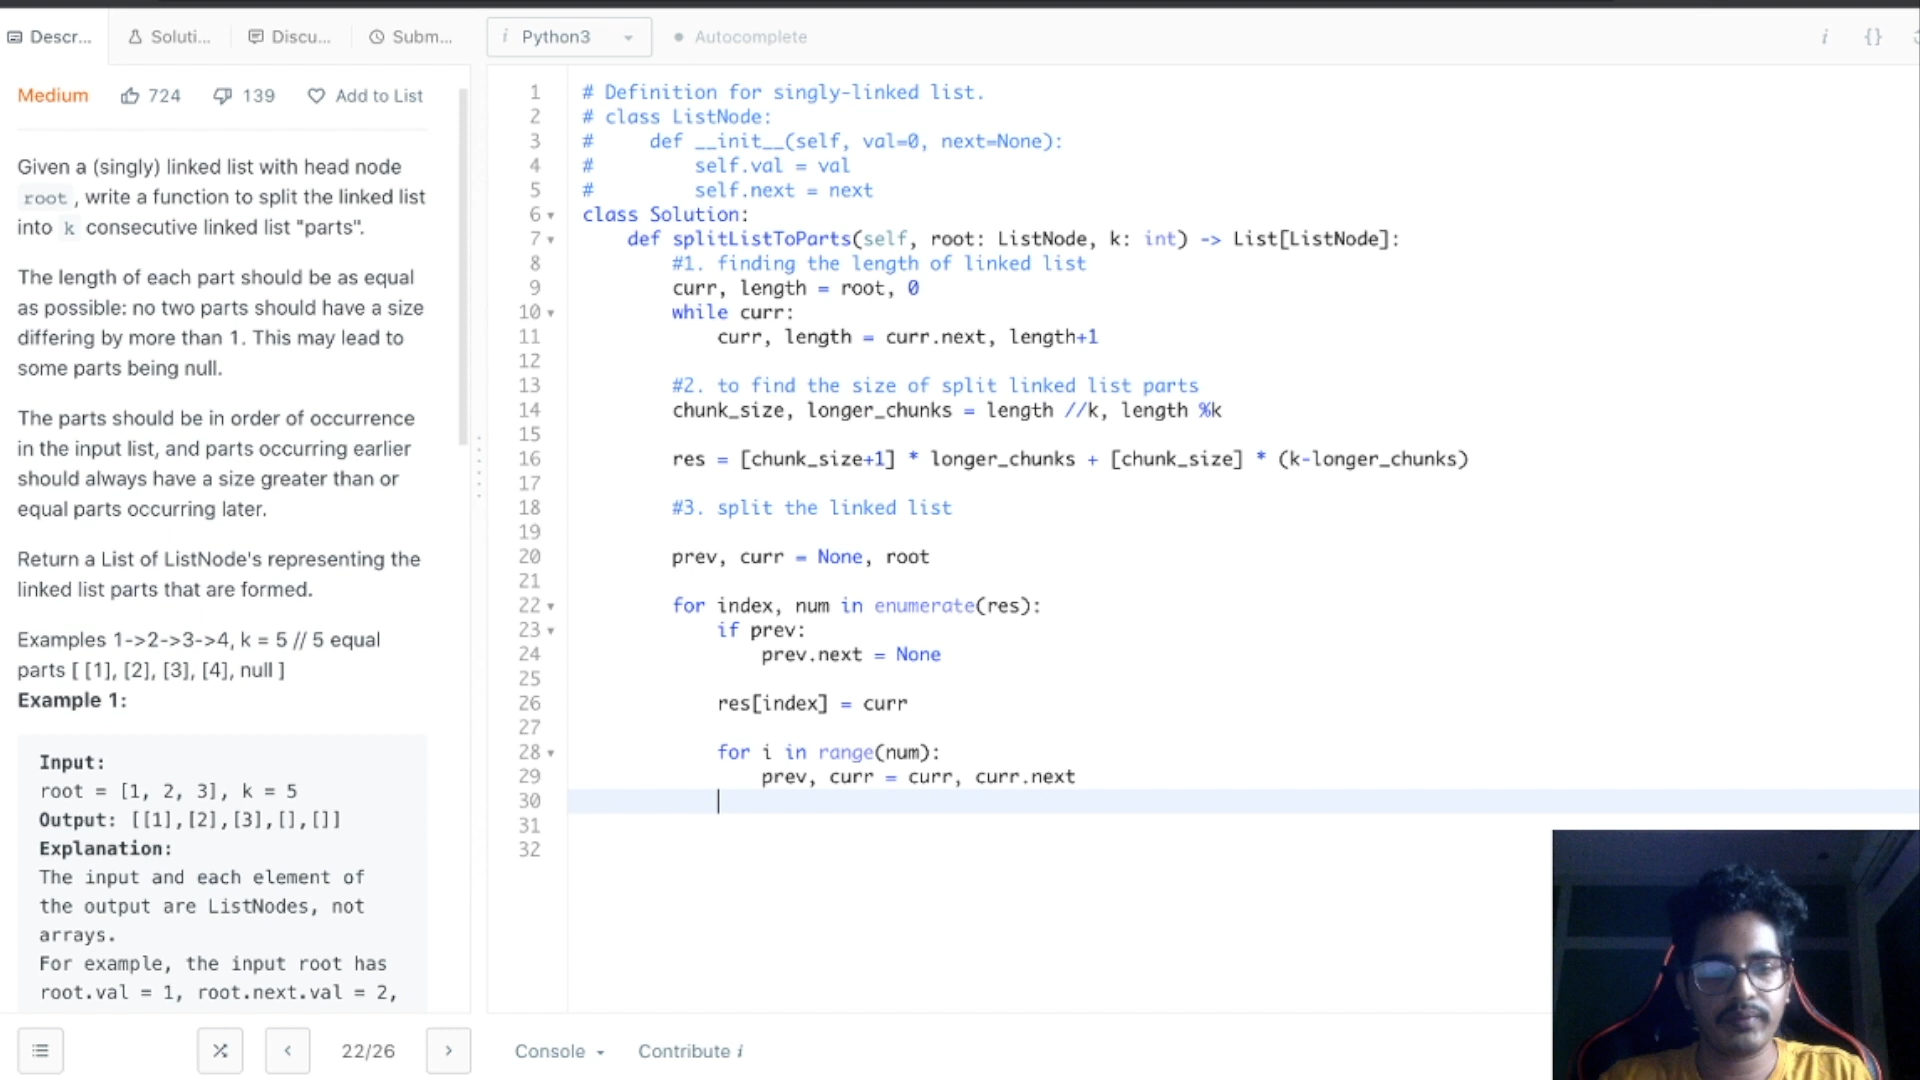 Descr...
Soluti...
Discu...
Subm...
i Python3
Autocomplete
i {}
Medium 724 139 Add to List
Given a (singly) linked list with head node
root , write a function to split the linked list
into k consecutive linked list "parts".
The length of each part should be as equal
as possible: no two parts should have a size
differing by more than 1. This may lead to
some parts being null.
The parts should be in order of occurrence
in the input list, and parts occurring earlier
should always have a size greater than or
equal parts occurring later.
Return a List of ListNode's representing the
linked list parts that are formed.
Examples 1->2->3->4, k = 5 // 5 equal
parts [ [1], [2], [3], [4], null ]
Example 1:
Input:
root = [1, 2, 3], k = 5
Output: [[1],[2],[3],[],[]]
Explanation:
The input and each element of
the output are ListNodes, not
arrays.
For example, the input root has
root.val = 1, root.next.val = 2,
22/26
1 # Definition for singly-linked list.
2 # class ListNode:
3 #     def __init__(self, val=0, next=None):
4 #         self.val = val
5 #         self.next = next
6 class Solution:
7     def splitListToParts(self, root: ListNode, k: int) -> List[ListNode]:
8         #1. finding the length of linked list
9         curr, length = root, 0
10         while curr:
11             curr, length = curr.next, length+1
12
13         #2. to find the size of split linked list parts
14         chunk_size, longer_chunks = length //k, length %k
15
16         res = [chunk_size+1] * longer_chunks + [chunk_size] * (k-longer_chunks)
17
18         #3. split the linked list
19
20         prev, curr = None, root
21
22         for index, num in enumerate(res):
23             if prev:
24                 prev.next = None
25
26             res[index] = curr
27
28             for i in range(num):
29                 prev, curr = curr, curr.next
30
31
32
Console
Contribute i